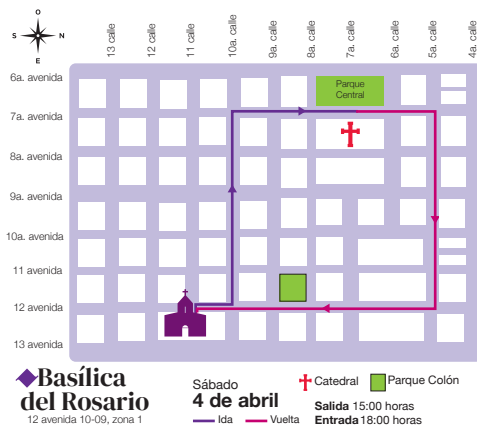 O
S N
E
13 calle
12 calle
11 calle
10a. calle
9a. calle
8a. calle
7a. calle
6a. calle
5a. calle
4a. calle
6a. avenida
7a. avenida
8a. avenida
9a. avenida
10a. avenida
11 avenida
12 avenida
13 avenida
Parque
Central
Basílica
del Rosario
12 avenida 10-09, zona 1
Sábado
4 de abril
Ida Vuelta
Catedral Parque Colón
Salida 15:00 horas
Entrada 18:00 horas